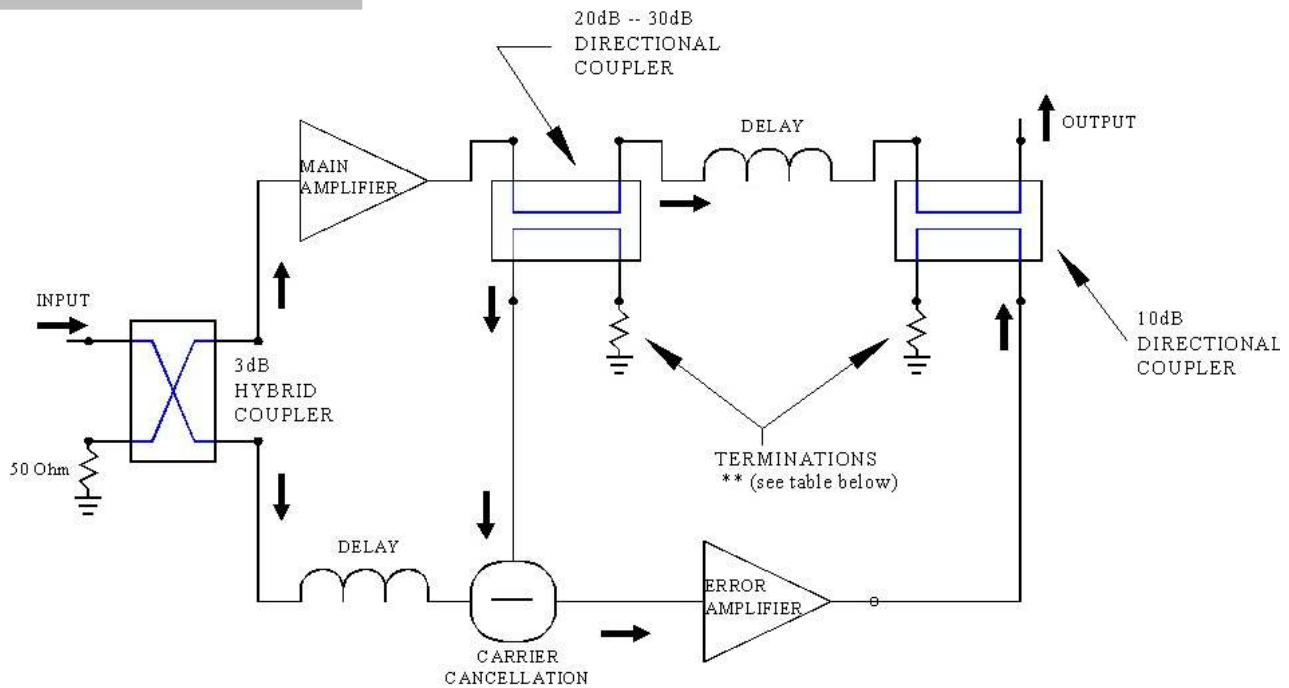 20dB -- 30dB
DIRECTIONAL
COUPLER
DELAY
OUTPUT
MAIN
AMPLIFIER
INPUT
3dB
HYBRID
COUPLER
10dB
DIRECTIONAL
COUPLER
50 Ohm
TERMINATIONS
** (see table below)
DELAY
ERROR
AMPLIFIER
CARRIER
CANCELLATION